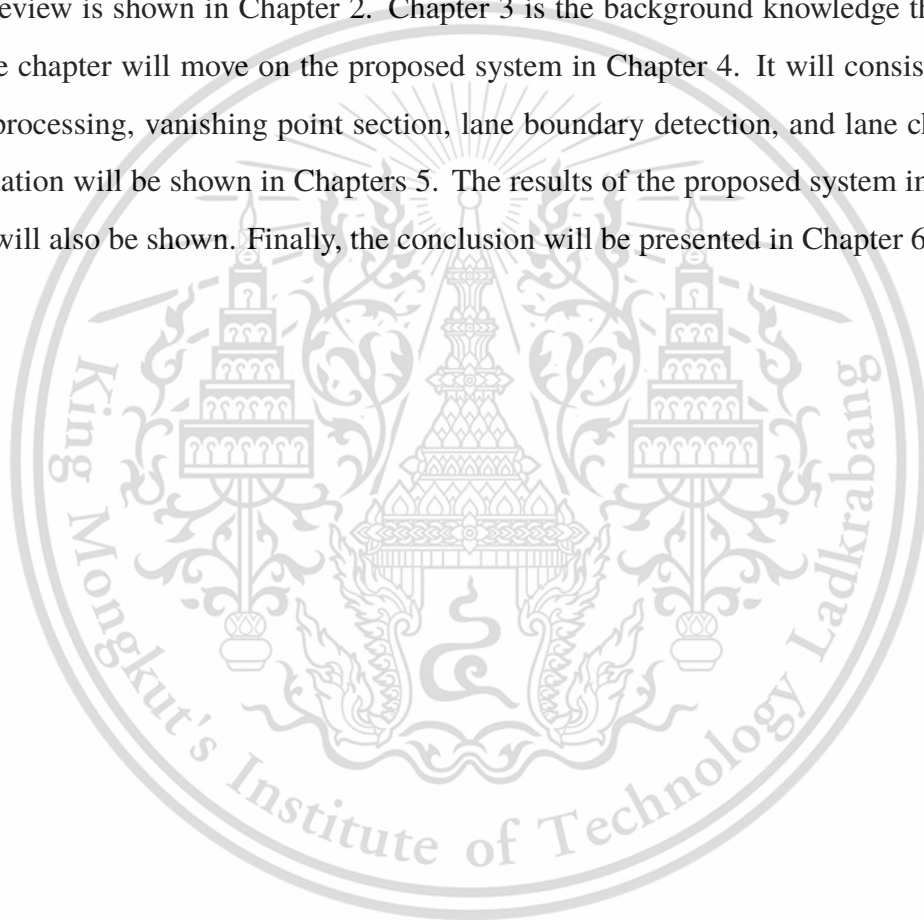 eview is shown in Chapter 2. Chapter 3 is the background knowledge th
e chapter will move on the proposed system in Chapter 4. It will consis
processing, vanishing point section, lane boundary detection, and lane cl
ation will be shown in Chapters 5. The results of the proposed system in
will also be shown. Finally, the conclusion will be presented in Chapter 6
King Mongkut's Institute of Technology Ladkrabang